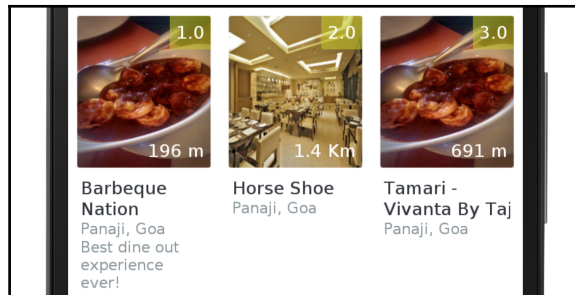 1.0
196 m
Barbeque
Nation
Panaji, Goa
Best dine out
experience
ever!
2.0
1.4 Km
Horse Shoe
Panaji, Goa
3.0
691 m
Tamari -
Vivanta By Taj
Panaji, Goa